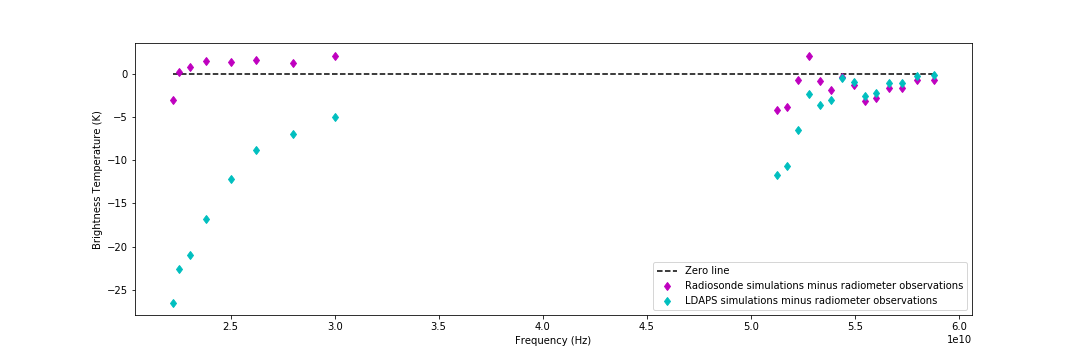 0
−5
−10
−15
−20
−25
Brightness Temperature (K)
Zero line
Radiosonde simulations minus radiometer observations
LDAPS simulations minus radiometer observations
2.5 3.0 3.5 4.0 4.5 5.0 5.5 6.0
1e10
Frequency (Hz)